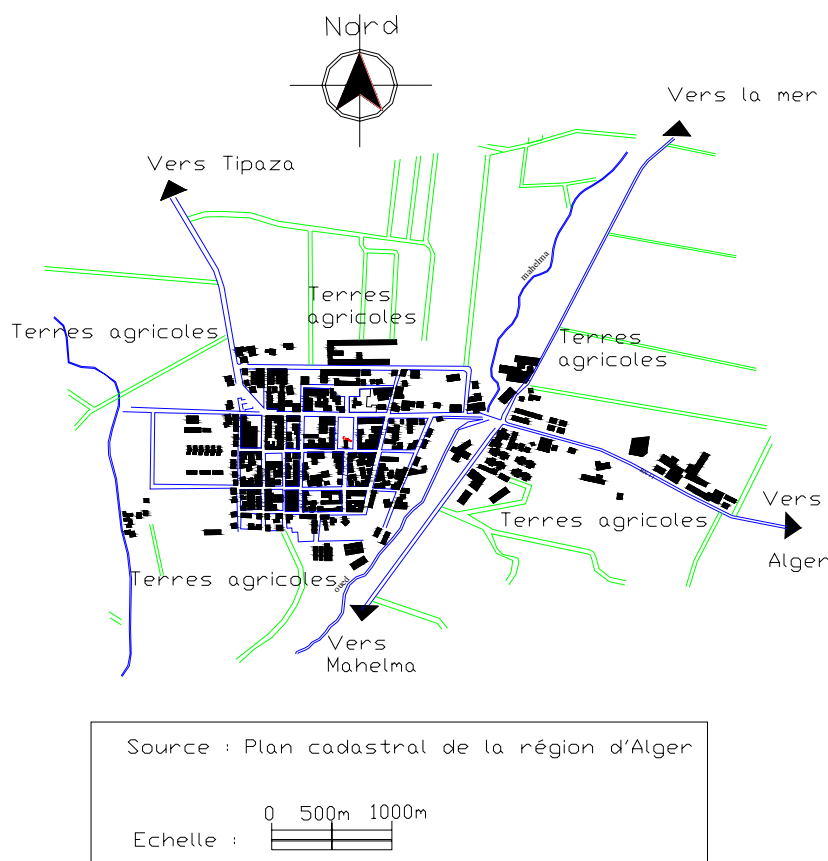 Nord
Vers la mer
Vers Tipaza
mahelma
Terres
agricoles
Terres agricoles
Terres
agricoles
Vers
Terres agricoles
Alger
Terres agricoles
oued
Vers
Mahelma
Source : Plan cadastral de la région d'Alger
0 500m 1000m
Echelle :